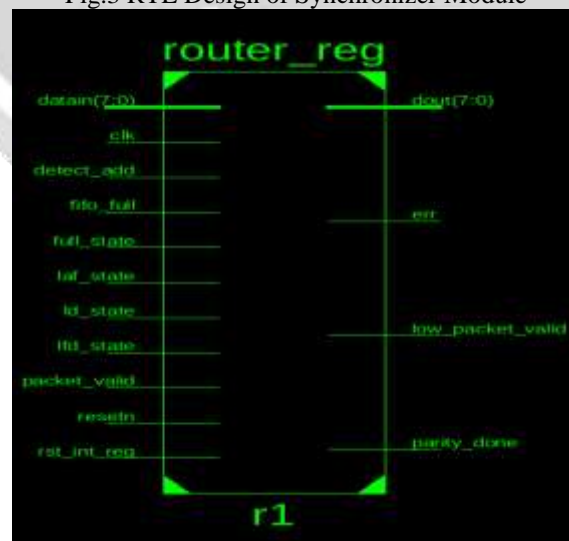 Fig.3 RTL Design of Synchronizer Module
router_reg
datain(7:0)
dout(7:0)
clk
detect_add
fifo_full
err
full_state
laf_state
ld_state
low_packet_valid
lfd_state
packet_valid
resetn
parity_done
rst_int_reg
r1